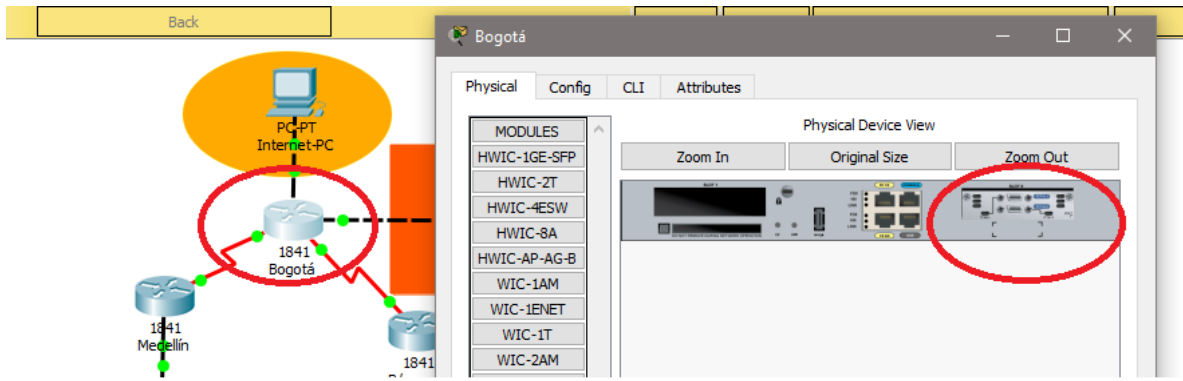 Back
Bogotá
Physical
Config
CLI
Attributes
MODULES
HWIC-1GE-SFP
HWIC-2T
HWIC-4ESW
HWIC-8A
HWIC-AP-AG-B
WIC-1AM
WIC-1ENET
WIC-1T
WIC-2AM
Physical Device View
Zoom In
Original Size
Zoom Out
PC-PT
Internet-PC
1841
Bogotá
1841
Medellín
1841